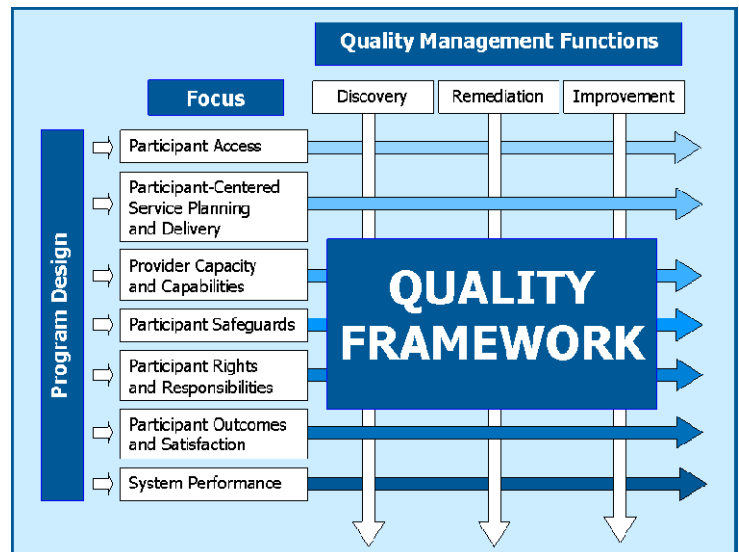 Quality Management Functions
Focus
Discovery
Remediation
Improvement
Program Design
Participant Access
Participant-Centered
Service Planning
and Delivery
Provider Capacity
and Capabilities
Participant Safeguards
Participant Rights
and Responsibilities
Participant Outcomes
and Satisfaction
System Performance
QUALITY
FRAMEWORK